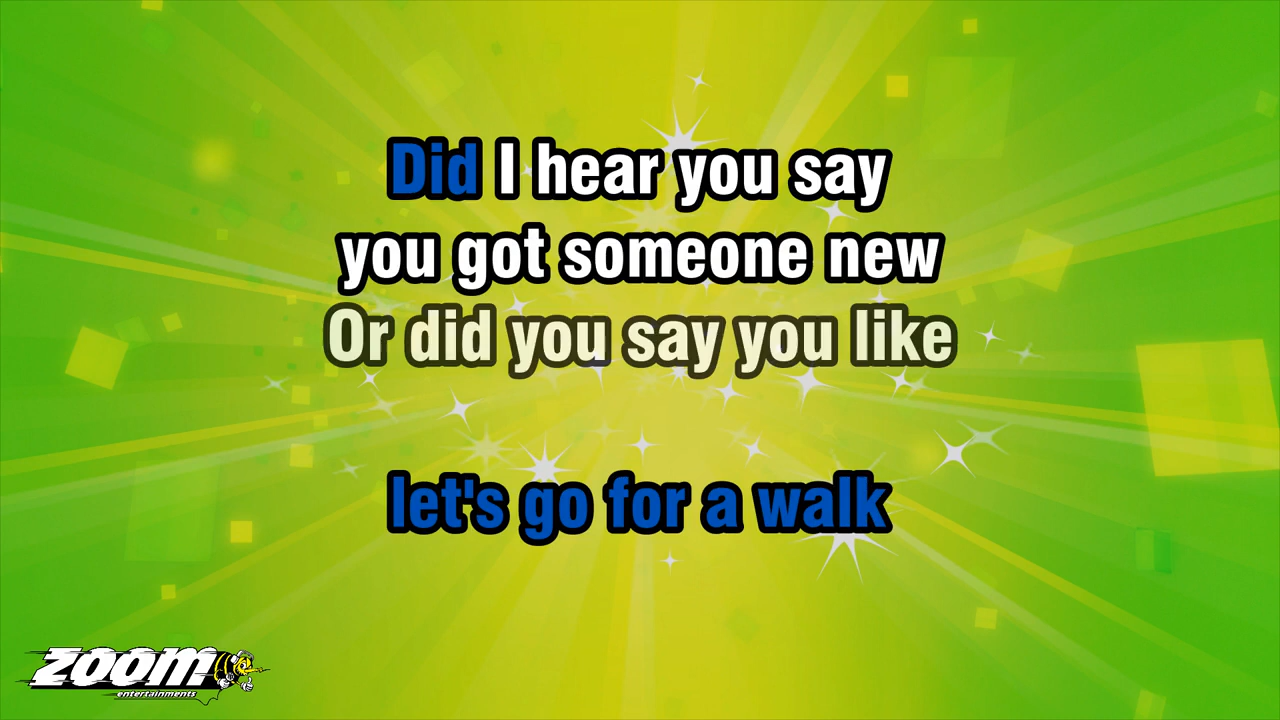 Did I hear you say
you got someone new
Or did you say you like
let's go for a walk
zoom
entertainments